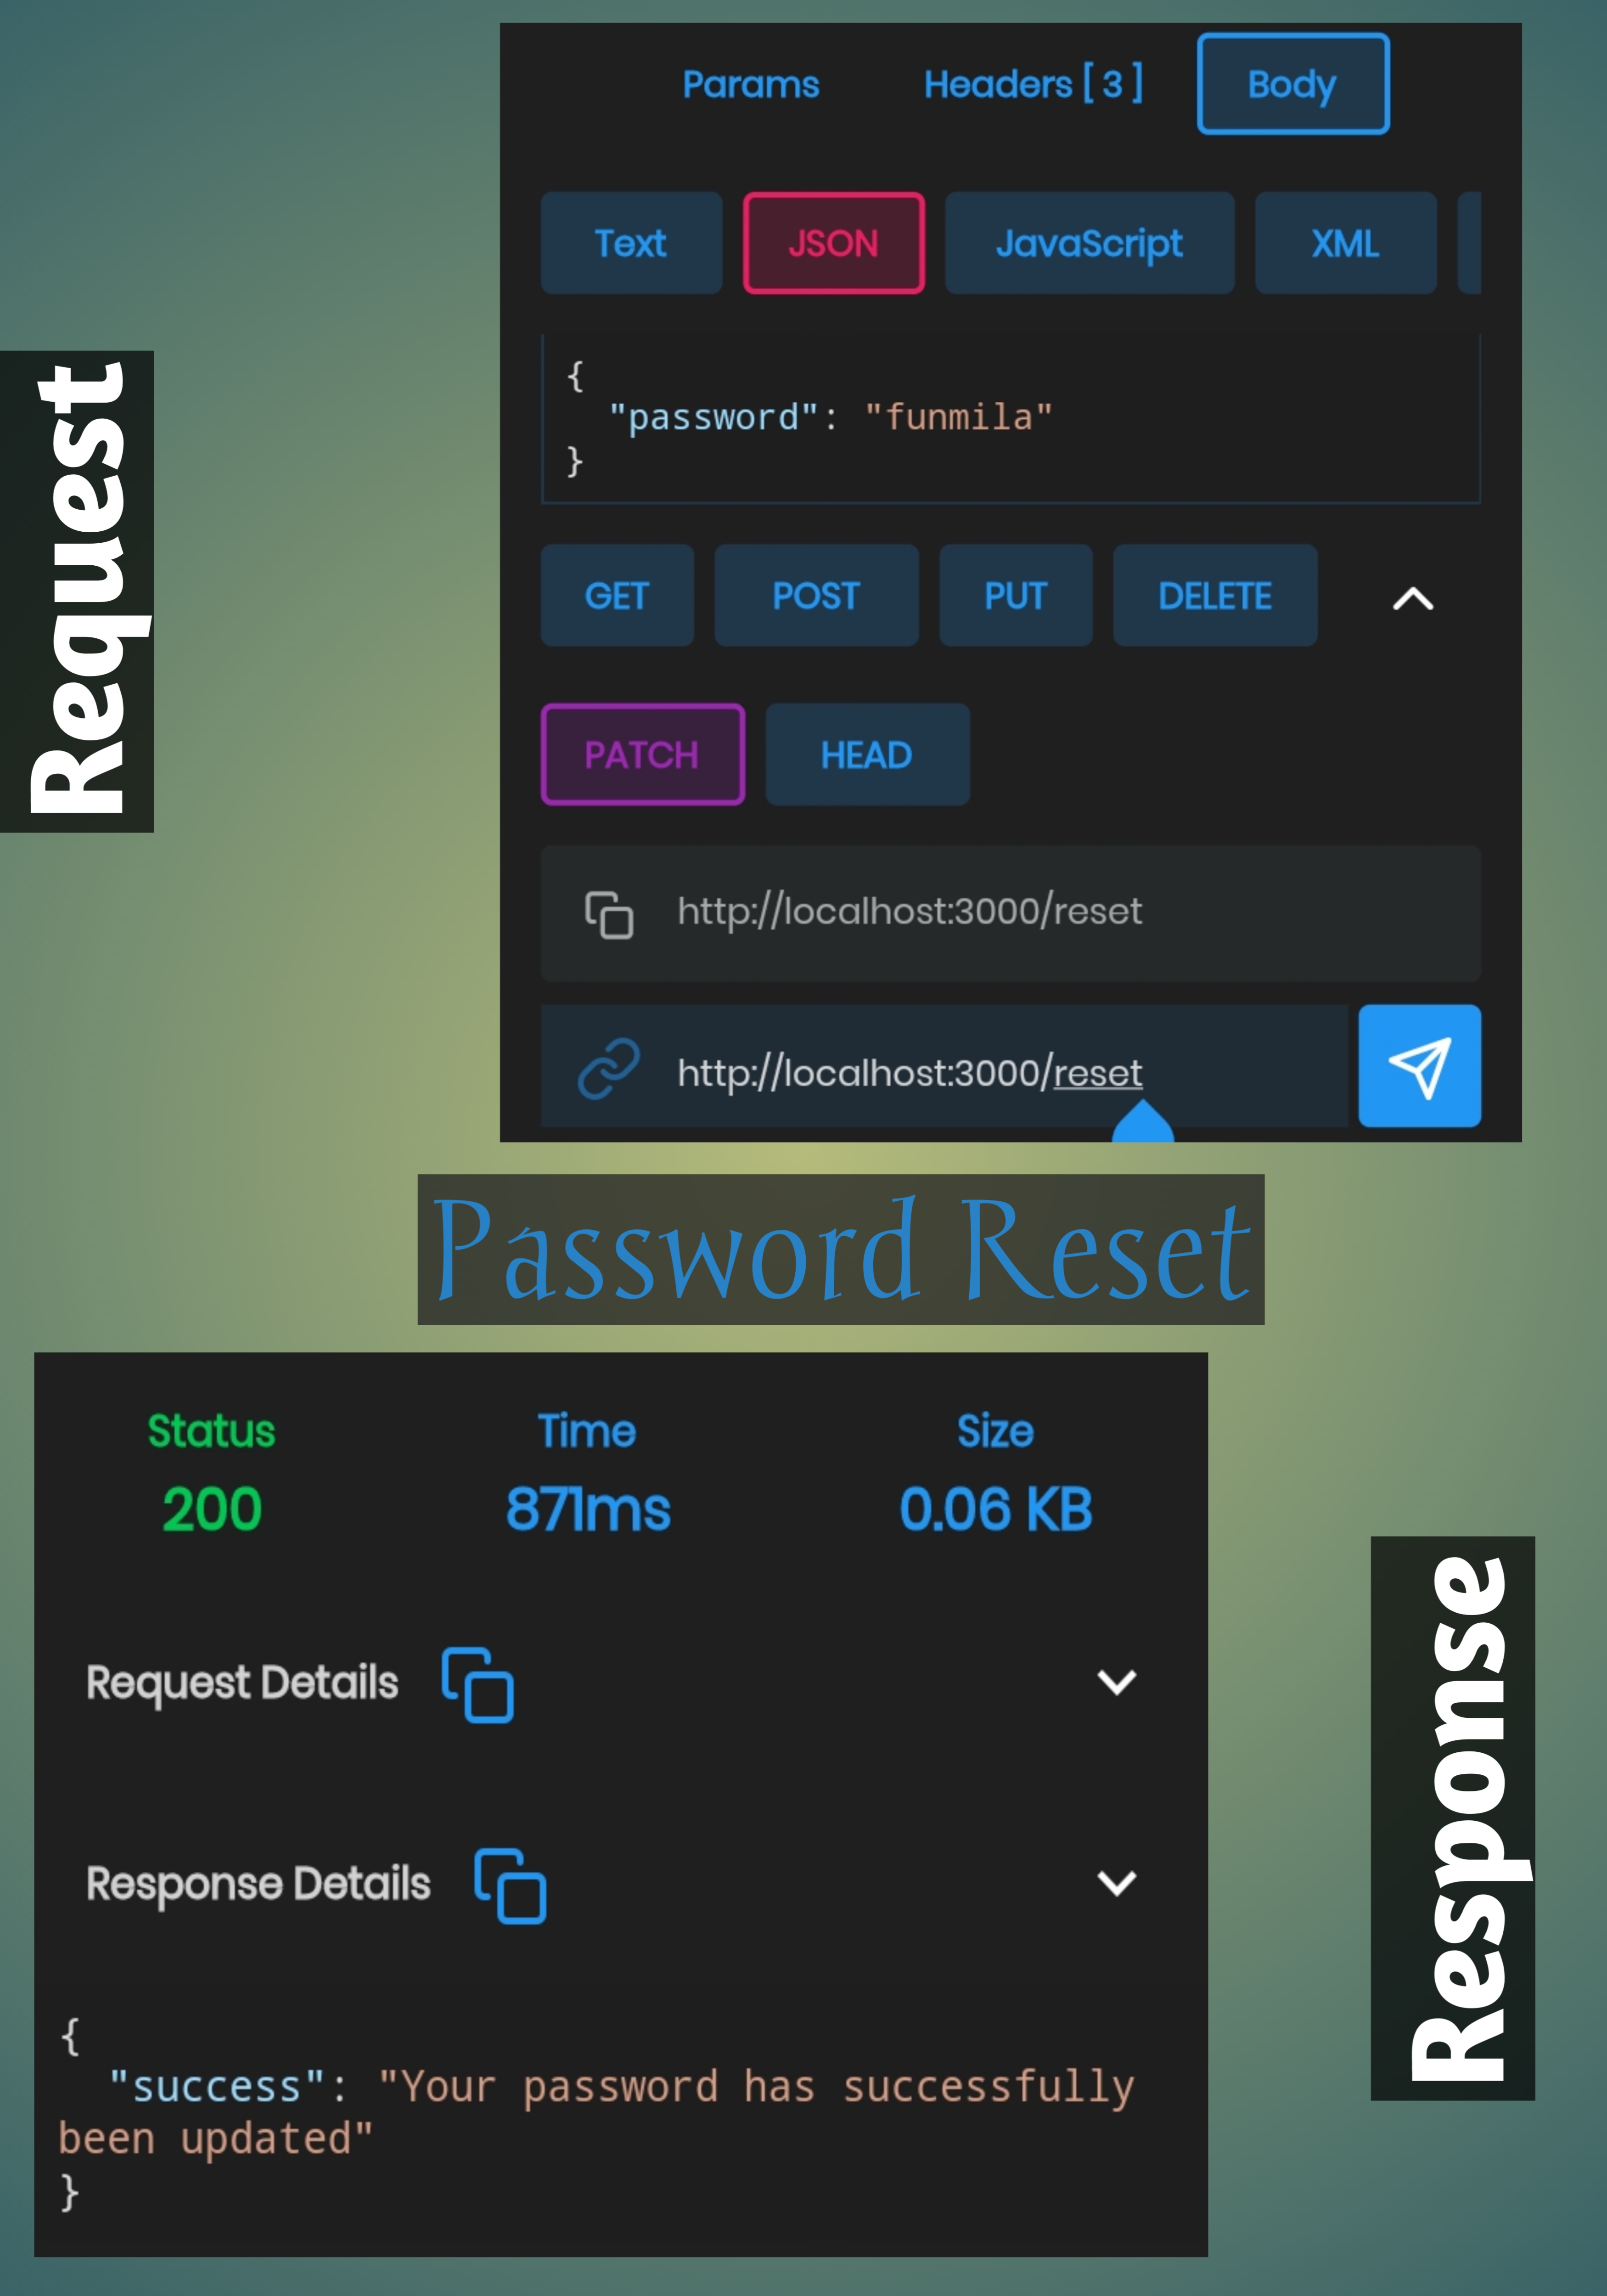 Request
Params Headers [ 3 ] Body
Text JSON JavaScript XML
{
"password": "funmila"
}
GET POST PUT DELETE
PATCH HEAD
http://localhost:3000/reset
http://localhost:3000/reset
Password Reset
Status Time Size
200 871ms 0.06 KB
Request Details
Response Details
{
"success": "Your password has successfully
been updated"
}
Response